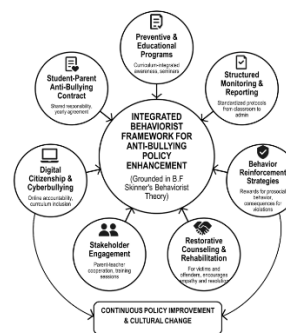 Preventive &
Educational
Programs
Curriculum-integrated
awareness, seminars
Student-Parent
Anti-Bullying
Contract
Shared responsibility,
yearly agreement
Structured
Monitoring &
Reporting
Standardized protocols
from classroom to
admin
INTEGRATED
BEHAVIORIST
FRAMEWORK FOR
ANTI-BULLYING
POLICY
ENHANCEMENT
(Grounded in B.F
Skinner's Behaviorist
Theory)
Digital
Citizenship &
Cyberbullying
Online accountability,
curriculum inclusion
Behavior
Reinforcement
Strategies
Rewards for prosocial
behavior,
consequences for
violations
Stakeholder
Engagement
Parent-teacher
cooperation, training
sessions
Restorative
Counseling &
Rehabilitation
For victims and
offenders, encourages
empathy and resolution
CONTINUOUS POLICY IMPROVEMENT
& CULTURAL CHANGE